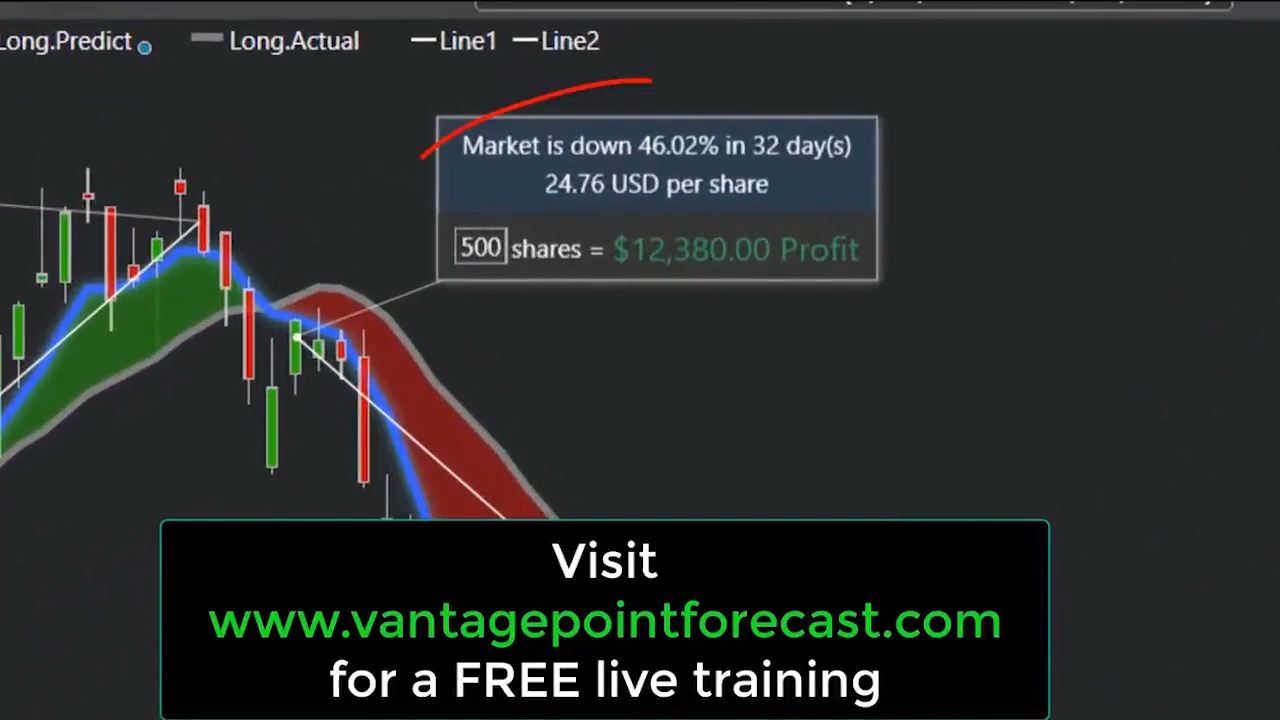 Long.Predict Long.Actual Line1 Line2
Market is down 46.02% in 32 day(s)
24.76 USD per share
500 shares = $12,380.00 Profit
Visit
www.vantagepointforecast.com
for a FREE live training